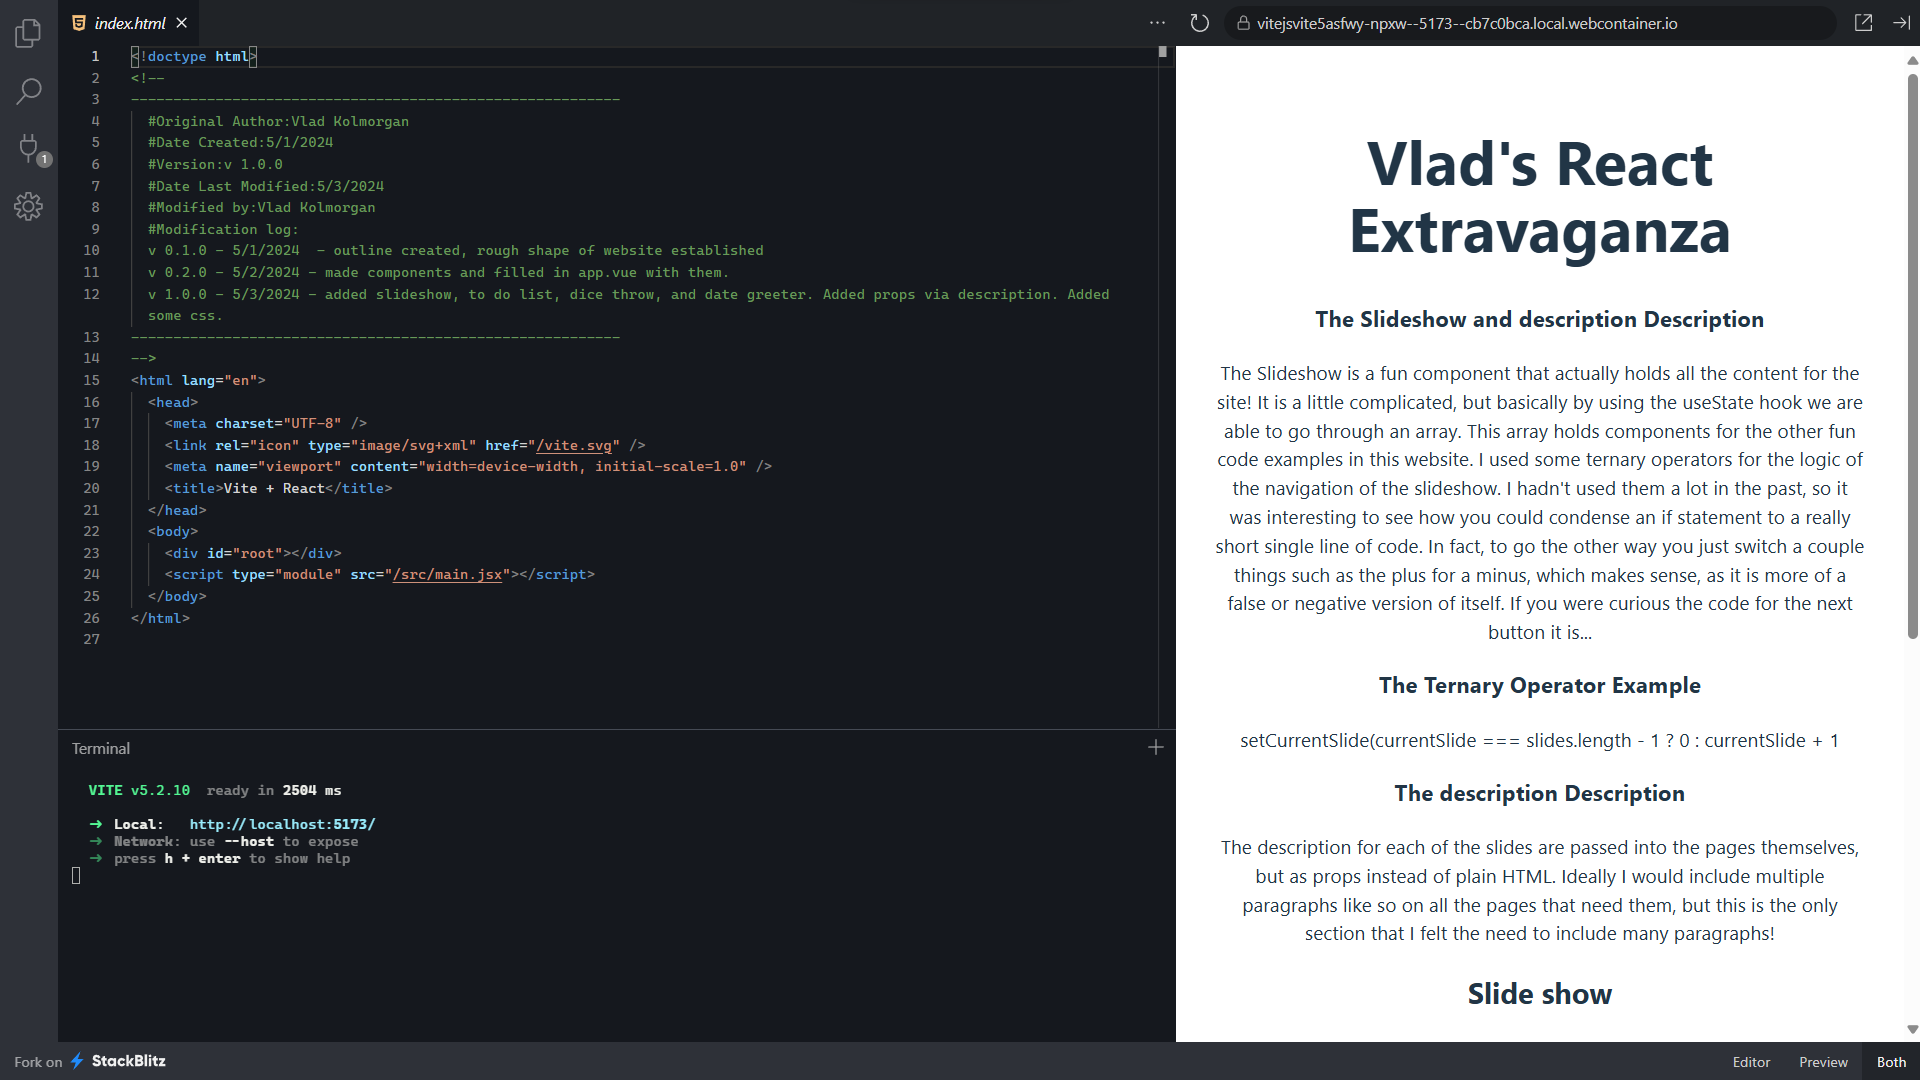 index.html
vitejsvite5asfwy-npxw--5173--cb7c0bca.local.webcontainer.io
1
1 <!doctype html>
2 <!--
3 ----------------------------------------------------------
4 #Original Author:Vlad Kolmorgan
5 #Date Created:5/1/2024
6 #Version:v 1.0.0
7 #Date Last Modified:5/3/2024
8 #Modified by:Vlad Kolmorgan
9 #Modification log:
10 v 0.1.0 - 5/1/2024  - outline created, rough shape of website established
11 v 0.2.0 - 5/2/2024 - made components and filled in app.vue with them.
12 v 1.0.0 - 5/3/2024 - added slideshow, to do list, dice throw, and date greeter. Added props via description. Added
some css.
13 ----------------------------------------------------------
14 -->
15 <html lang="en">
16 <head>
17 <meta charset="UTF-8" />
18 <link rel="icon" type="image/svg+xml" href="/vite.svg" />
19 <meta name="viewport" content="width=device-width, initial-scale=1.0" />
20 <title>Vite + React</title>
21 </head>
22 <body>
23 <div id="root"></div>
24 <script type="module" src="/src/main.jsx"></script>
25 </body>
26 </html>
27
Terminal
VITE v5.2.10  ready in 2504 ms
➜ Local:   http://localhost:5173/
➜ Network: use --host to expose
➜ press h + enter to show help
Vlad's React
Extravaganza
The Slideshow and description Description
The Slideshow is a fun component that actually holds all the content for the
site! It is a little complicated, but basically by using the useState hook we are
able to go through an array. This array holds components for the other fun
code examples in this website. I used some ternary operators for the logic of
the navigation of the slideshow. I hadn't used them a lot in the past, so it
was interesting to see how you could condense an if statement to a really
short single line of code. In fact, to go the other way you just switch a couple
things such as the plus for a minus, which makes sense, as it is more of a
false or negative version of itself. If you were curious the code for the next
button it is...
The Ternary Operator Example
setCurrentSlide(currentSlide === slides.length - 1 ? 0 : currentSlide + 1
The description Description
The description for each of the slides are passed into the pages themselves,
but as props instead of plain HTML. Ideally I would include multiple
paragraphs like so on all the pages that need them, but this is the only
section that I felt the need to include many paragraphs!
Slide show
Fork on StackBlitz
Editor
Preview
Both